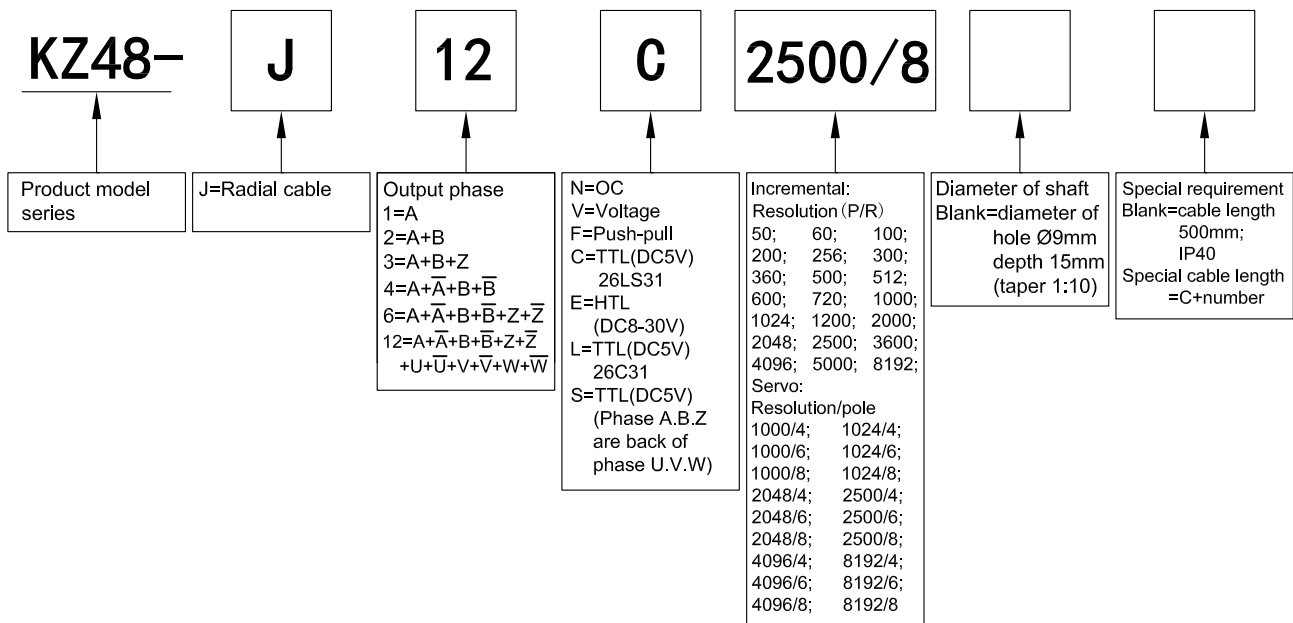 KZ48- J 12 C 2500/8
Product model
series
J=Radial cable
Output phase
1=A
2=A+B
3=A+B+Z
4=A+A̅+B+B̅
6=A+A̅+B+B̅+Z+Z̅
12=A+A̅+B+B̅+Z+Z̅
+U+U̅+V+V̅+W+W̅
N=OC
V=Voltage
F=Push-pull
C=TTL(DC5V)
26LS31
E=HTL
(DC8-30V)
L=TTL(DC5V)
26C31
S=TTL(DC5V)
(Phase A.B.Z
are back of
phase U.V.W)
Incremental:
Resolution(P/R)
50; 60; 100;
200; 256; 300;
360; 500; 512;
600; 720; 1000;
1024; 1200; 2000;
2048; 2500; 3600;
4096; 5000; 8192;
Servo:
Resolution/pole
1000/4; 1024/4;
1000/6; 1024/6;
1000/8; 1024/8;
2048/4; 2500/4;
2048/6; 2500/6;
2048/8; 2500/8;
4096/4; 8192/4;
4096/6; 8192/6;
4096/8; 8192/8
Diameter of shaft
Blank=diameter of
hole Ø9mm
depth 15mm
(taper 1:10)
Special requirement
Blank=cable length
500mm;
IP40
Special cable length
=C+number